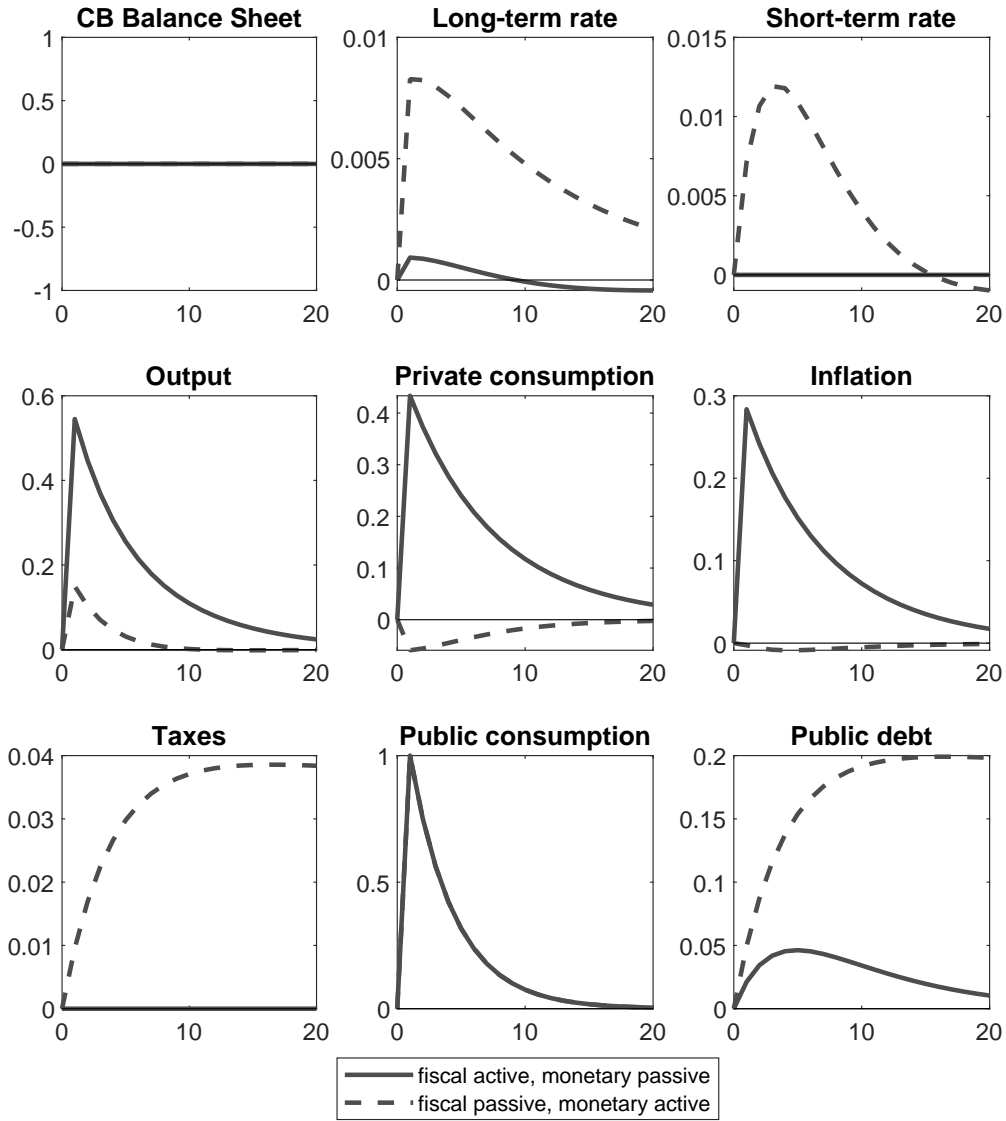 CB Balance Sheet
Long-term rate
Short-term rate
1
0.5
0
-0.5
-1
0 10 20
0.01
0.005
0
0 10 20
0.015
0.01
0.005
0
0 10 20
Output
Private consumption
Inflation
0.6
0.4
0.2
0
0 10 20
0.4
0.3
0.2
0.1
0
0 10 20
0.3
0.2
0.1
0
0 10 20
Taxes
Public consumption
Public debt
0.04
0.03
0.02
0.01
0
0 10 20
1
0.5
0
0 10 20
0.2
0.15
0.1
0.05
0
0 10 20
fiscal active, monetary passive
fiscal passive, monetary active